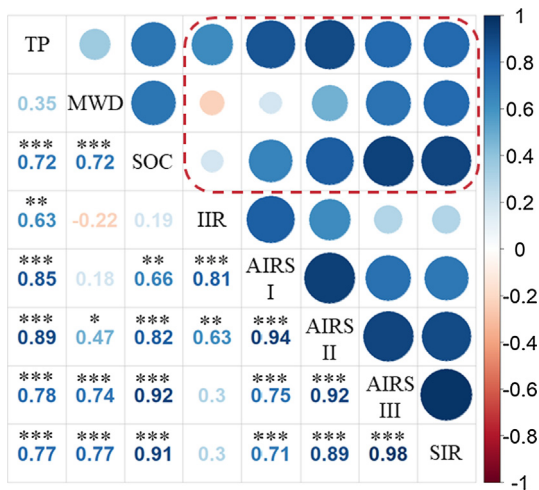 TP
0.35 MWD
*** ***
0.72 0.72 SOC
**
0.63 -0.22 0.19 IIR
*** ** ***
0.85 0.18 0.66 0.81 AIRS I
*** * *** ** ***
0.89 0.47 0.82 0.63 0.94 AIRS II
*** *** *** *** ***
0.78 0.74 0.92 0.3 0.75 0.92 AIRS III
*** *** *** *** *** ***
0.77 0.77 0.91 0.3 0.71 0.89 0.98 SIR
1
0.8
0.6
0.4
0.2
0
-0.2
-0.4
-0.6
-0.8
-1